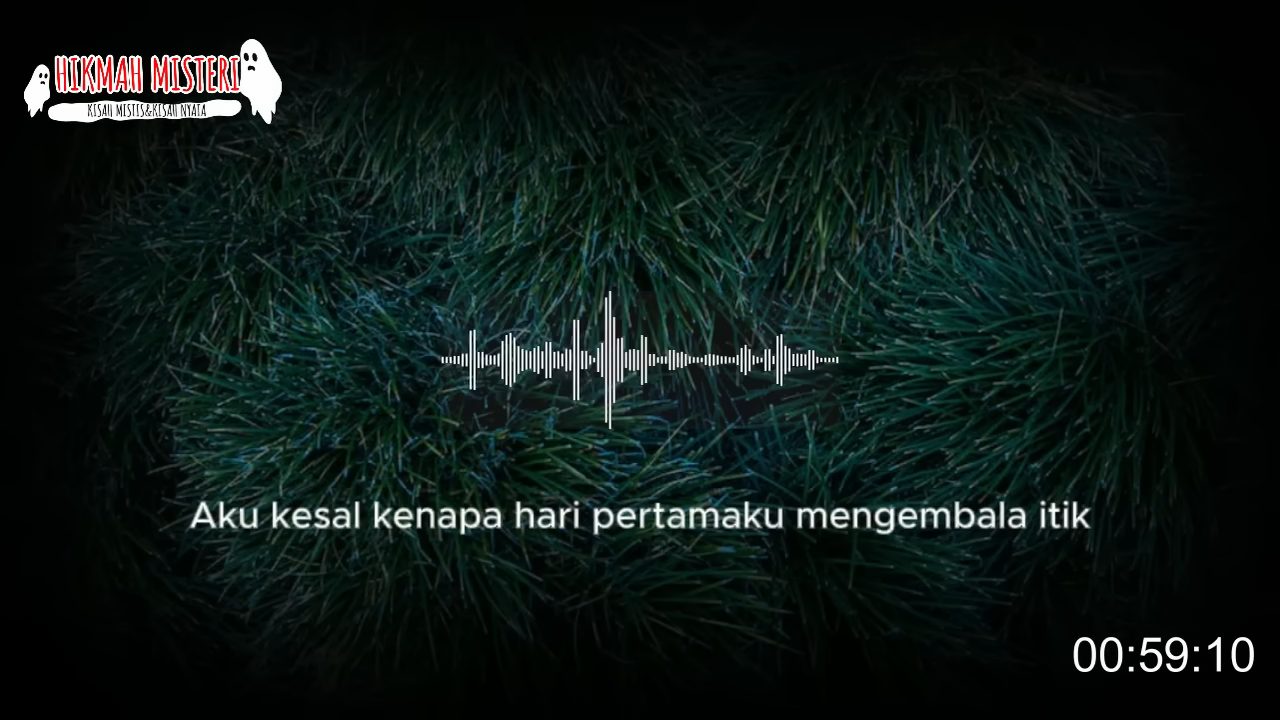 HIKMAH MISTERI
KISAH MISTIS&KISAH NYATA
Aku kesal kenapa hari pertamaku mengembala itik
00:59:10